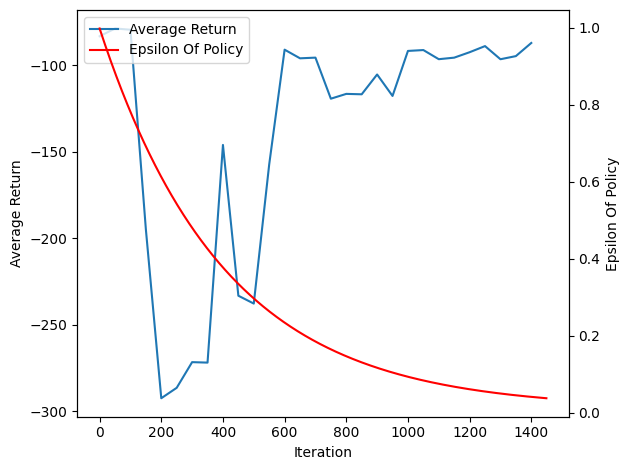 Average Return
Epsilon Of Policy
−100
−150
−200
−250
−300
Average Return
1.0
0.8
0.6
0.4
0.2
0.0
Epsilon Of Policy
0 200 400 600 800 1000 1200 1400
Iteration